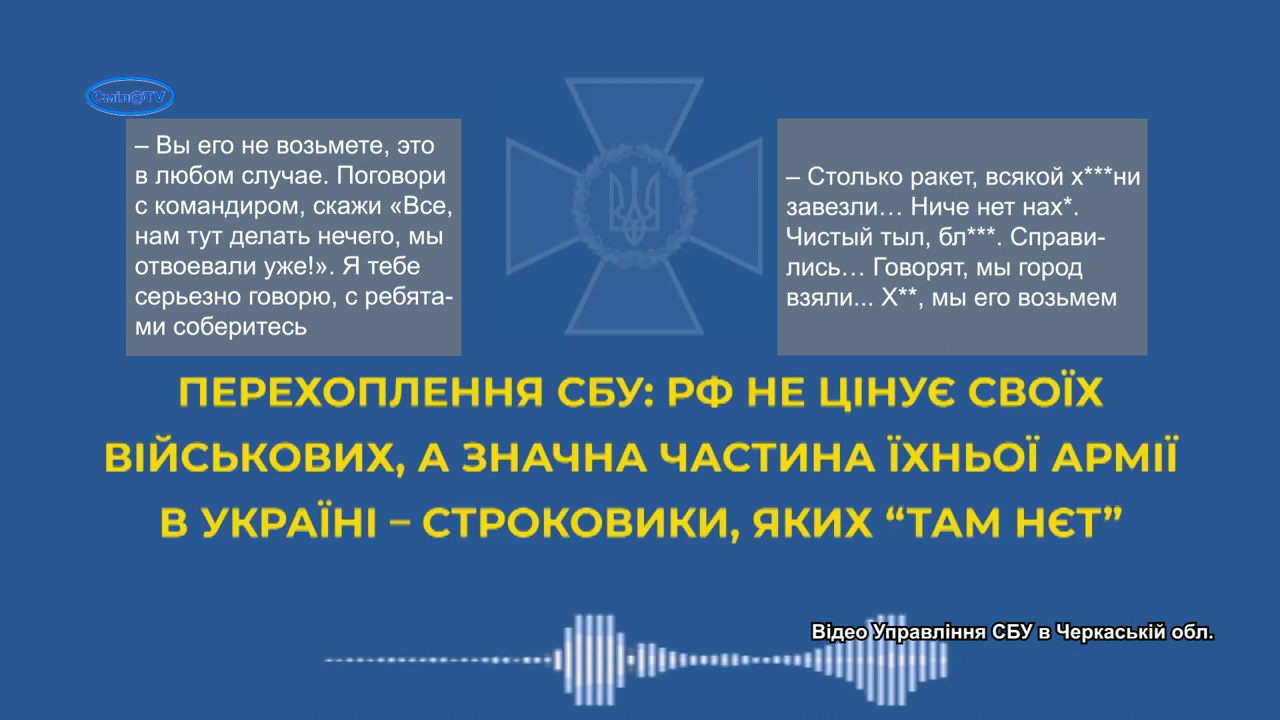 Сміл@TV
– Вы его не возьмете, это
в любом случае. Поговори
с командиром, скажи «Все,
нам тут делать нечего, мы
отвоевали уже!». Я тебе
серьезно говорю, с ребята-
ми соберитесь
– Столько ракет, всякой х***ни
завезли… Ниче нет нах*.
Чистый тыл, бл***. Справи-
лись… Говорят, мы город
взяли... Х**, мы его возьмем
ПЕРЕХОПЛЕННЯ СБУ: РФ НЕ ЦІНУЄ СВОЇХ
ВІЙСЬКОВИХ, А ЗНАЧНА ЧАСТИНА ЇХНЬОЇ АРМІЇ
В УКРАЇНІ – СТРОКОВИКИ, ЯКИХ “ТАМ НЄТ”
Відео Управління СБУ в Черкаській обл.